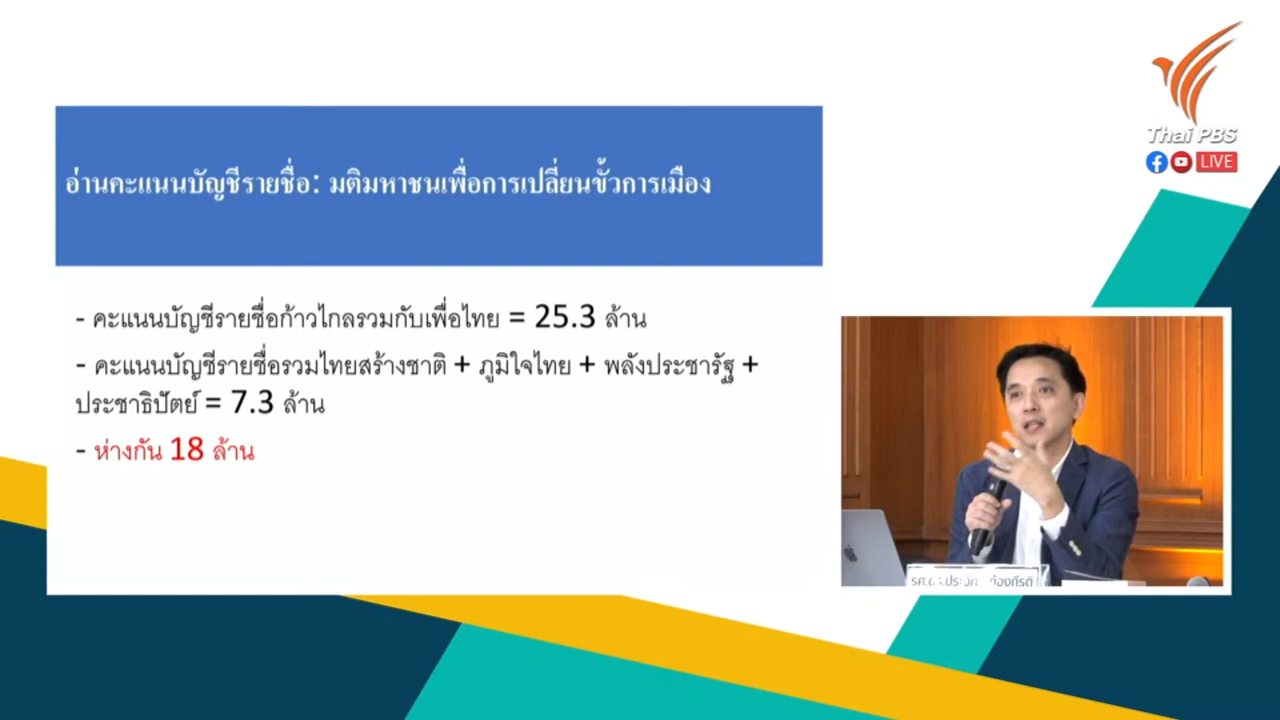 Thai PBS
LIVE
อ่านคะแนนบัญชีรายชื่อ: มติมหาชนเพื่อการเปลี่ยนขั้วการเมือง
- คะแนนบัญชีรายชื่อก้าวไกลรวมกับเพื่อไทย = 25.3 ล้าน
- คะแนนบัญชีรายชื่อรวมไทยสร้างชาติ + ภูมิใจไทย + พลังประชารัฐ +
ประชาธิปัตย์ = 7.3 ล้าน
- ห่างกัน 18 ล้าน